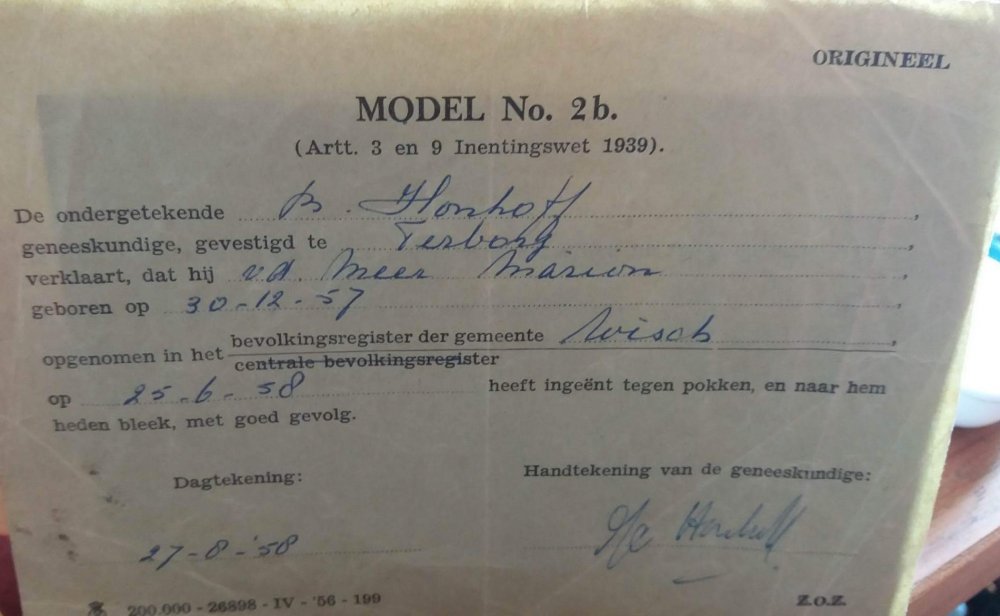 ORIGINEEL
MODEL No. 2b.
(Artt. 3 en 9 Inentingswet 1939).
De ondergetekende B. Honhoff,
geneeskundige, gevestigd te Terborg,
verklaart, dat hij v.d. Meer Marion,
geboren op 30-12-57,
opgenomen in het bevolkingsregister der gemeente Wisch,
centrale bevolkingsregister
op 25-6-58 heeft ingeënt tegen pokken, en naar hem
heden bleek, met goed gevolg.
Dagtekening: Handtekening van de geneeskundige:
27-8-'58 Honhoff
200.000 - 26898 - IV - '56 - 199 Z.O.Z.